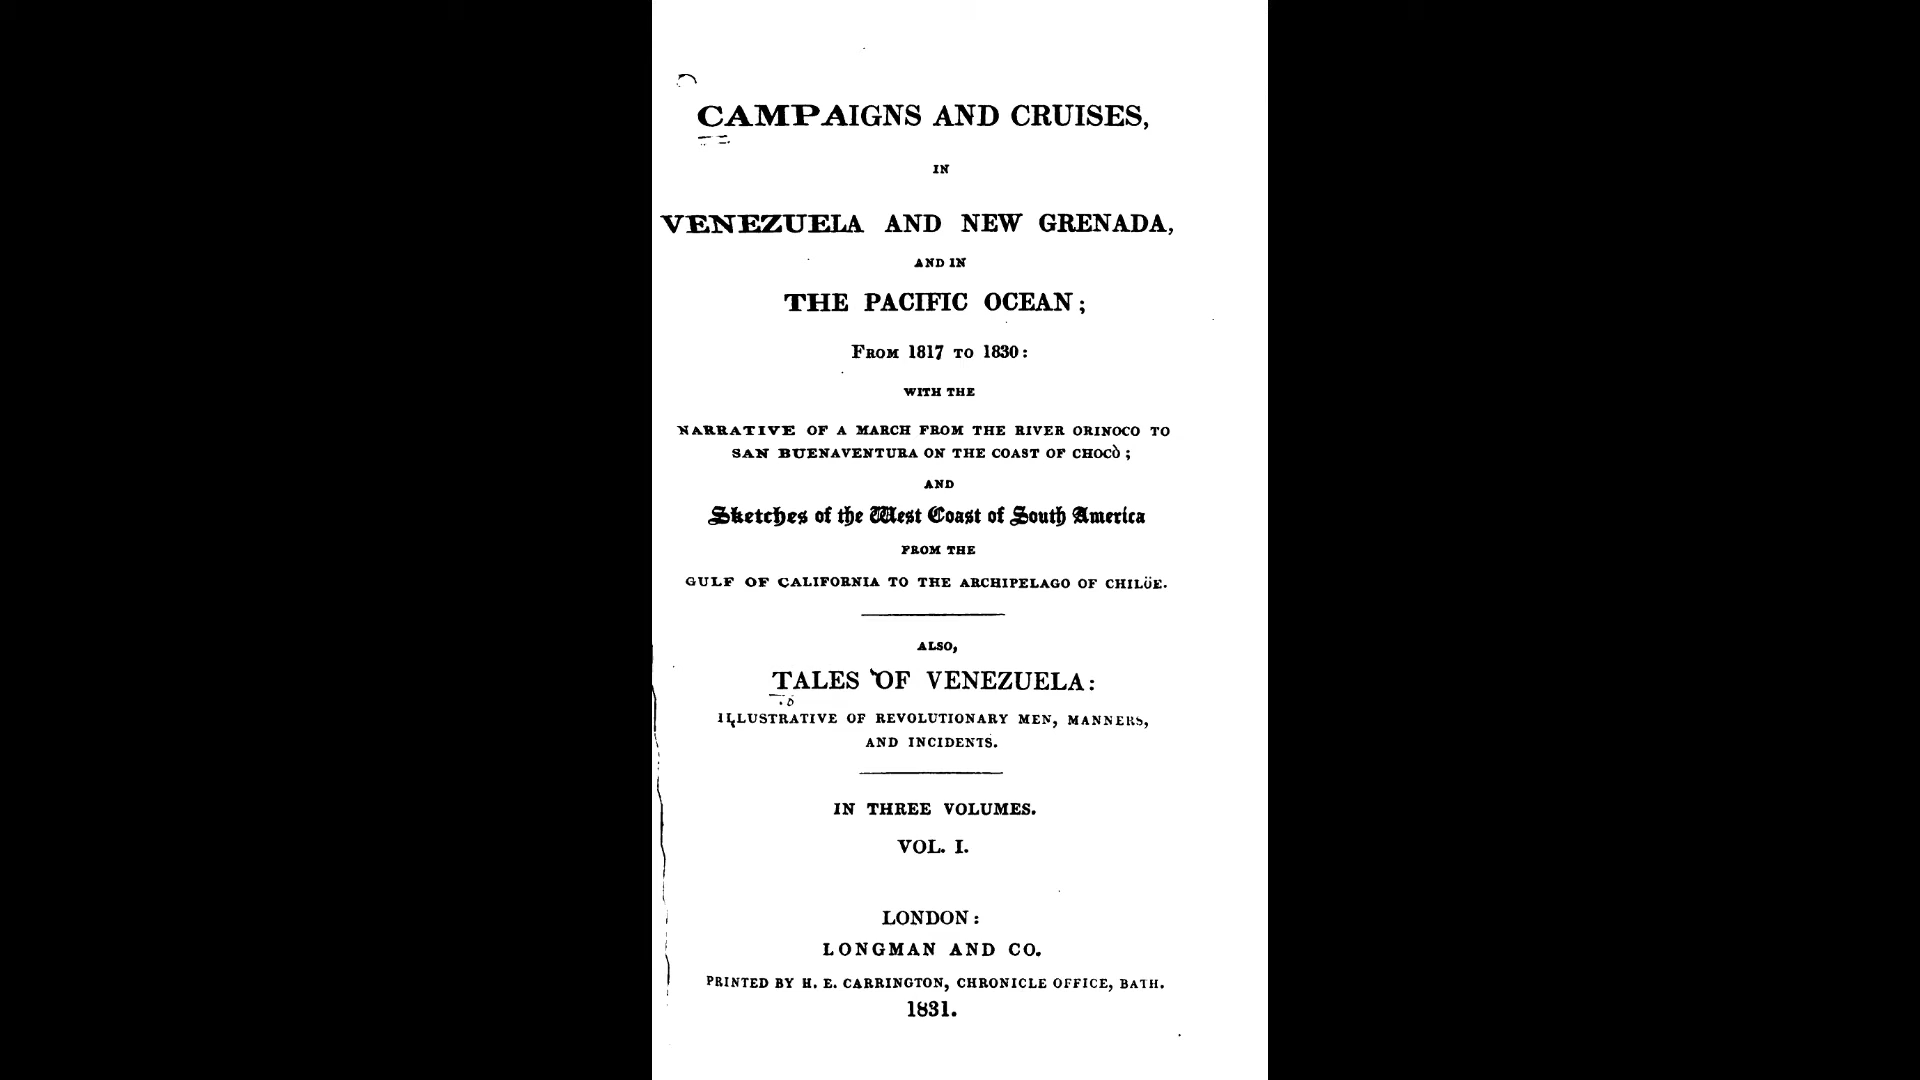 CAMPAIGNS AND CRUISES,
IN
VENEZUELA AND NEW GRENADA,
AND IN
THE PACIFIC OCEAN;
FROM 1817 TO 1830:
WITH THE
NARRATIVE OF A MARCH FROM THE RIVER ORINOCO TO
SAN BUENAVENTURA ON THE COAST OF CHOCÒ;
AND
Sketches of the West Coast of South America
FROM THE
GULF OF CALIFORNIA TO THE ARCHIPELAGO OF CHILÖE.
ALSO,
TALES OF VENEZUELA:
ILLUSTRATIVE OF REVOLUTIONARY MEN, MANNERS,
AND INCIDENTS.
IN THREE VOLUMES.
VOL. I.
LONDON:
LONGMAN AND CO.
PRINTED BY H. E. CARRINGTON, CHRONICLE OFFICE, BATH.
1831.